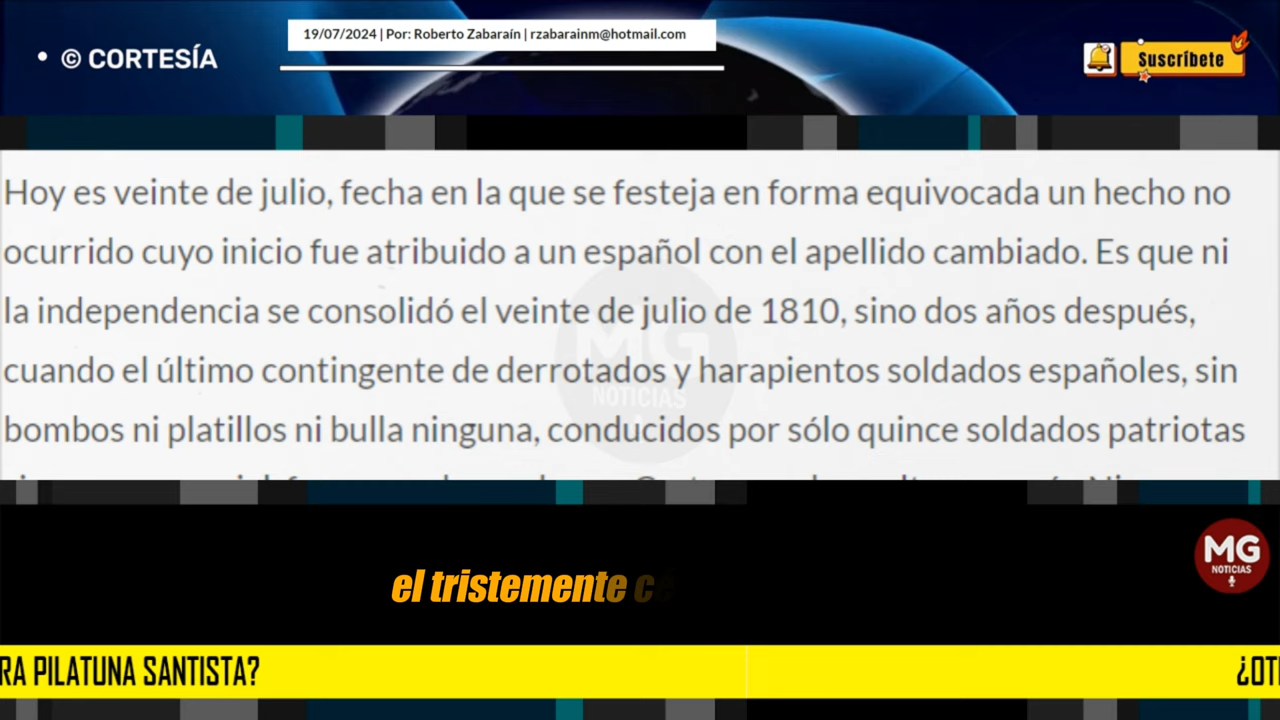 • © CORTESÍA
19/07/2024 | Por: Roberto Zabaraín | rzabarainm@hotmail.com
Suscríbete
Hoy es veinte de julio, fecha en la que se festeja en forma equivocada un hecho no
ocurrido cuyo inicio fue atribuido a un español con el apellido cambiado. Es que ni
la independencia se consolidó el veinte de julio de 1810, sino dos años después,
cuando el último contingente de derrotados y harapientos soldados españoles, sin
bombos ni platillos ni bulla ninguna, conducidos por sólo quince soldados patriotas
MG
NOTICIAS
el tristemente
MG
NOTICIAS
RA PILATUNA SANTISTA?
¿OT